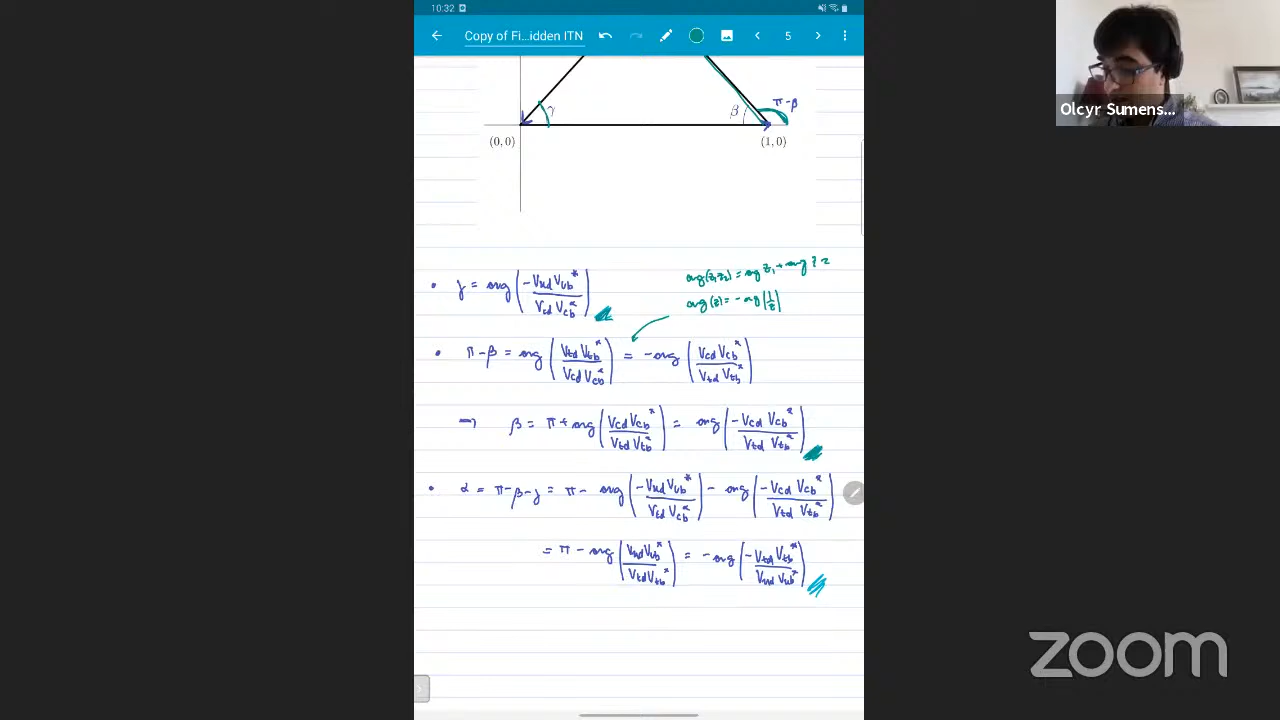 10:32
Copy of Fi...idden ITN
5
γ
β
π-β
(0, 0)
(1, 0)
Olcyr Sumens...
arg(z₁z₂) = arg z₁ + arg z₂
• γ = arg(-V_ud V_ub* / V_td V_cb*)
arg(z) = -arg(1/z)
• π-β = arg(V_td V_tb* / V_cd V_cb*) = -arg(V_cd V_cb* / V_td V_tb*)
⟹ β = π + arg(V_cd V_cb* / V_td V_tb*) = arg(-V_cd V_cb* / V_td V_tb*)
• α = π-β-γ = π - arg(-V_ud V_ub* / V_td V_cb*) - arg(-V_cd V_cb* / V_td V_tb*)
= π - arg(V_ud V_ub* / V_td V_tb*) = -arg(-V_td V_tb* / V_ud V_ub*)
zoom